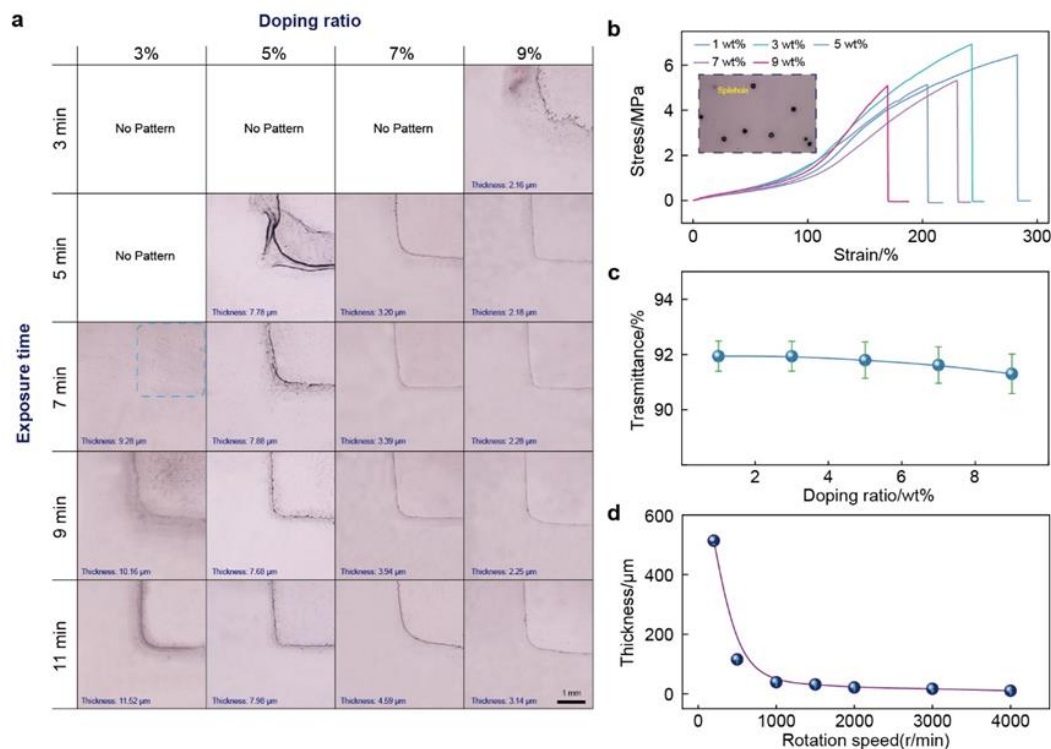 a
Doping ratio
3% 5% 7% 9%
Exposure time
3 min
No Pattern
No Pattern
No Pattern
Thickness: 2.16 μm
5 min
No Pattern
Thickness: 7.78 μm
Thickness: 3.20 μm
Thickness: 2.18 μm
7 min
Thickness: 9.28 μm
Thickness: 7.88 μm
Thickness: 3.39 μm
Thickness: 2.28 μm
9 min
Thickness: 10.16 μm
Thickness: 7.68 μm
Thickness: 3.94 μm
Thickness: 2.25 μm
11 min
Thickness: 11.52 μm
Thickness: 7.98 μm
Thickness: 4.59 μm
Thickness: 3.14 μm
1 mm
b
1 wt% 3 wt% 5 wt%
7 wt% 9 wt%
Stress/MPa
6
4
2
0
0 100 200 300
Strain/%
c
Trasmittance/%
94
92
90
2 4 6 8
Doping ratio/wt%
d
Thickness/μm
600
400
200
0
0 1000 2000 3000 4000
Rotation speed(r/min)